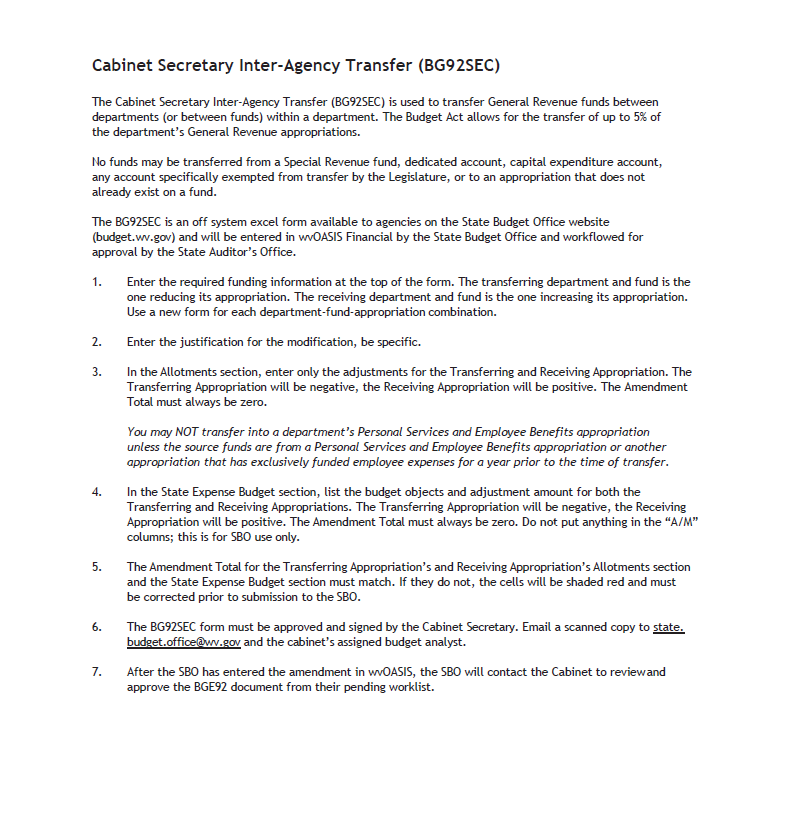 Cabinet Secretary Inter-Agency Transfer (BG92SEC)
The Cabinet Secretary Inter-Agency Transfer (BG92SEC) is used to transfer General Revenue funds between
departments (or between funds) within a department. The Budget Act allows for the transfer of up to 5% of
the department’s General Revenue appropriations.
No funds may be transferred from a Special Revenue fund, dedicated account, capital expenditure account,
any account specifically exempted from transfer by the Legislature, or to an appropriation that does not
already exist on a fund.
The BG92SEC is an off system excel form available to agencies on the State Budget Office website
(budget.wv.gov) and will be entered in wvOASIS Financial by the State Budget Office and workflowed for
approval by the State Auditor’s Office.
1. Enter the required funding information at the top of the form. The transferring department and fund is the
one reducing its appropriation. The receiving department and fund is the one increasing its appropriation.
Use a new form for each department-fund-appropriation combination.
2. Enter the justification for the modification, be specific.
3. In the Allotments section, enter only the adjustments for the Transferring and Receiving Appropriation. The
Transferring Appropriation will be negative, the Receiving Appropriation will be positive. The Amendment
Total must always be zero.
You may NOT transfer into a department’s Personal Services and Employee Benefits appropriation
unless the source funds are from a Personal Services and Employee Benefits appropriation or another
appropriation that has exclusively funded employee expenses for a year prior to the time of transfer.
4. In the State Expense Budget section, list the budget objects and adjustment amount for both the
Transferring and Receiving Appropriations. The Transferring Appropriation will be negative, the Receiving
Appropriation will be positive. The Amendment Total must always be zero. Do not put anything in the “A/M”
columns; this is for SBO use only.
5. The Amendment Total for the Transferring Appropriation’s and Receiving Appropriation’s Allotments section
and the State Expense Budget section must match. If they do not, the cells will be shaded red and must
be corrected prior to submission to the SBO.
6. The BG92SEC form must be approved and signed by the Cabinet Secretary. Email a scanned copy to state.
budget.office@wv.gov and the cabinet’s assigned budget analyst.
7. After the SBO has entered the amendment in wvOASIS, the SBO will contact the Cabinet to review and
approve the BGE92 document from their pending worklist.